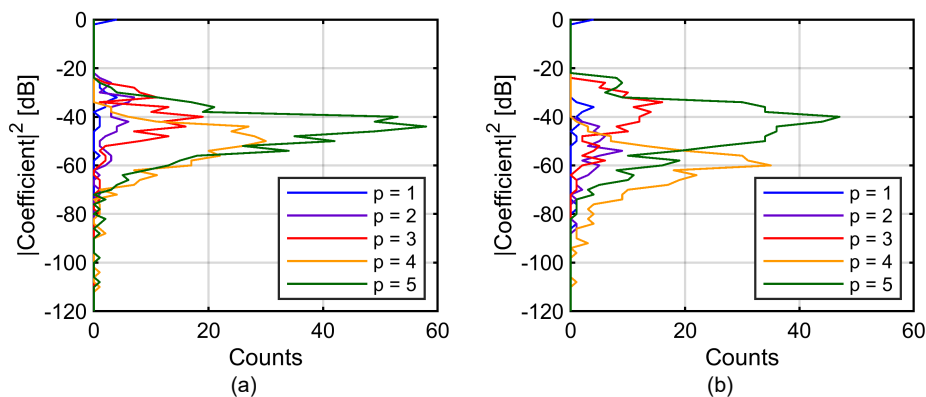 0
-20
-40
-60
-80
-100
-120
|Coefficient|² [dB]
0 20 40 60
Counts
p = 1
p = 2
p = 3
p = 4
p = 5
(a)
0
-20
-40
-60
-80
-100
-120
|Coefficient|² [dB]
0 20 40 60
Counts
p = 1
p = 2
p = 3
p = 4
p = 5
(b)